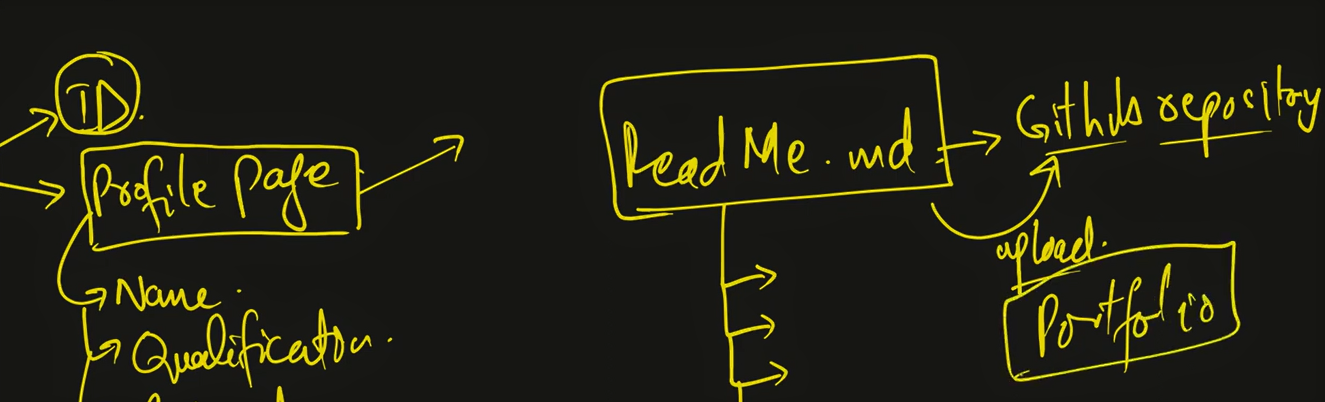 ID.
Profile Page
Name.
Qualification.
Read Me.md
Github repository
upload.
Portfolio